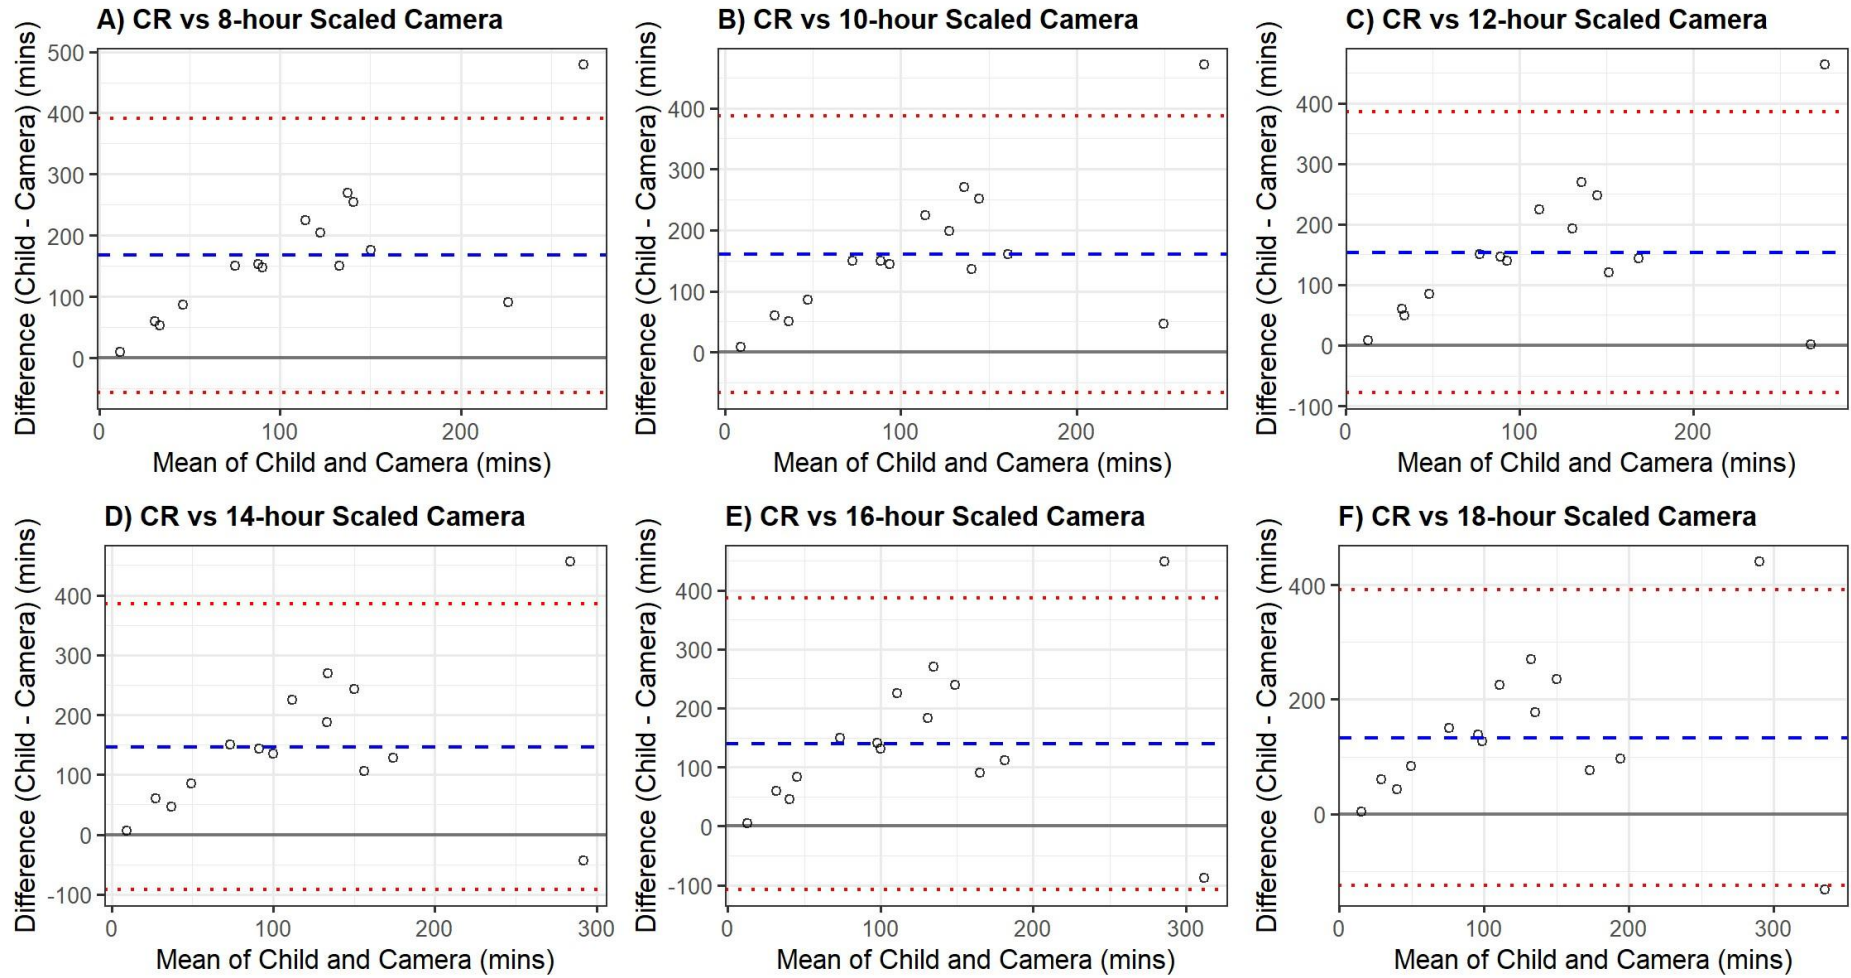 A) CR vs 8-hour Scaled Camera
Difference (Child - Camera) (mins)
500
400
300
200
100
0
0 100 200
Mean of Child and Camera (mins)
B) CR vs 10-hour Scaled Camera
Difference (Child - Camera) (mins)
400
300
200
100
0
0 100 200
Mean of Child and Camera (mins)
C) CR vs 12-hour Scaled Camera
Difference (Child - Camera) (mins)
400
300
200
100
0
-100
0 100 200
Mean of Child and Camera (mins)
D) CR vs 14-hour Scaled Camera
Difference (Child - Camera) (mins)
400
300
200
100
0
-100
0 100 200 300
Mean of Child and Camera (mins)
E) CR vs 16-hour Scaled Camera
Difference (Child - Camera) (mins)
400
300
200
100
0
-100
0 100 200 300
Mean of Child and Camera (mins)
F) CR vs 18-hour Scaled Camera
Difference (Child - Camera) (mins)
400
200
0
0 100 200 300
Mean of Child and Camera (mins)